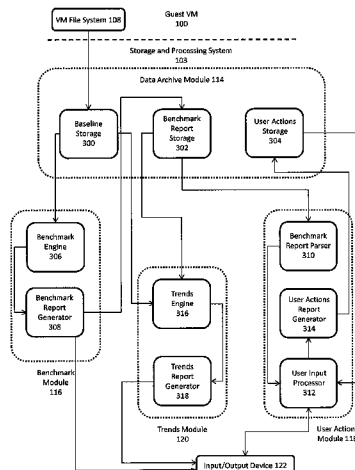 VM File System 108
Guest VM
100
Storage and Processing System
103
Data Archive Module 114
Baseline
Storage
300
Benchmark
Report
Storage
302
User Actions
Storage
304
Benchmark
Engine
306
Benchmark
Report
Generator
308
Benchmark
Module
116
Trends
Engine
316
Trends
Report
Generator
318
Trends Module
120
Benchmark
Report Parser
310
User Actions
Report
Generator
314
User Input
Processor
312
User Action
Module 118
Input/Output Device 122